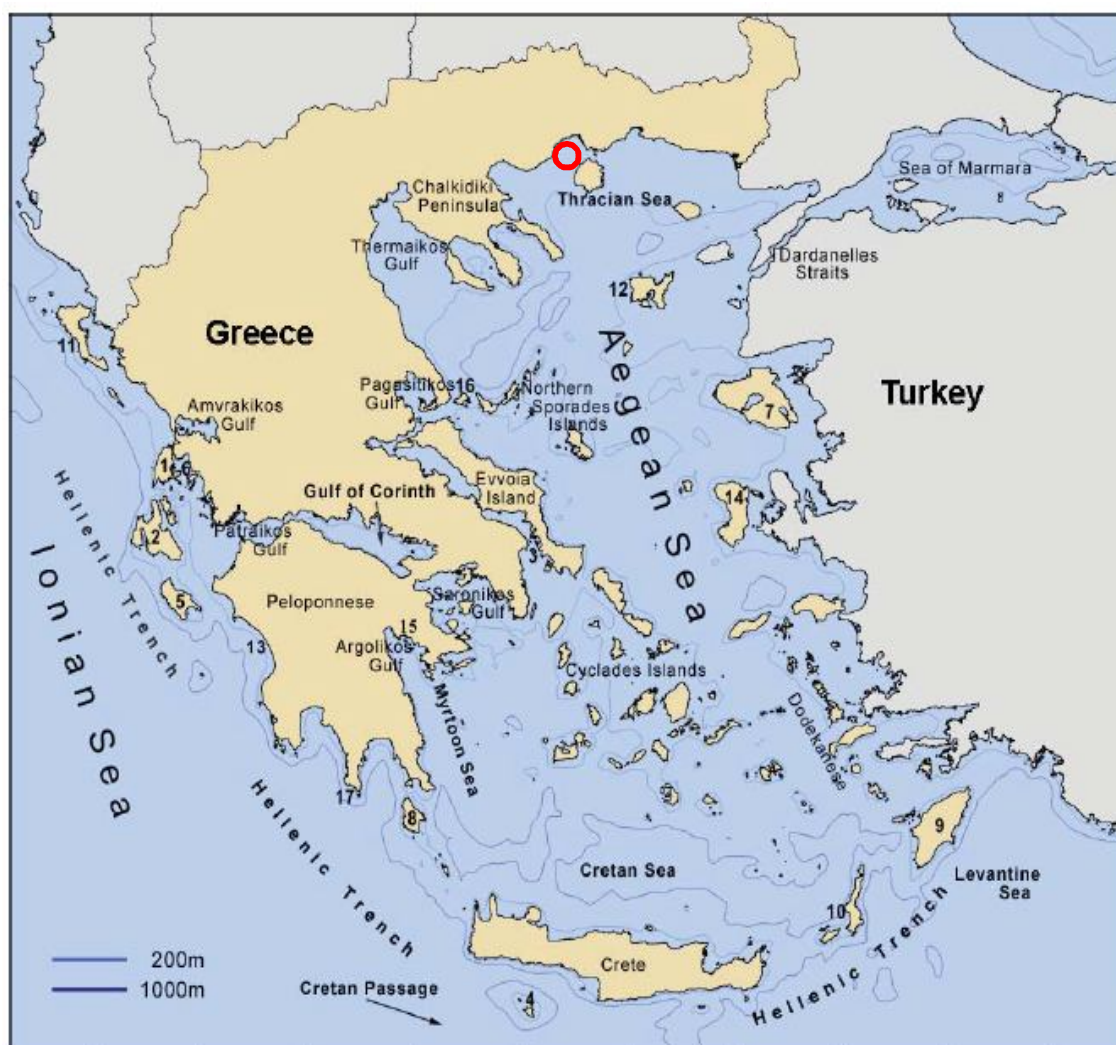 Sea of Marmara
Chalkidiki
Peninsula
Thracian Sea
Thermaikos
Gulf
Dardanelles
Straits
12
Greece
11
Aegean Sea
Turkey
Pagasitikos
Gulf
16
Northern
Sporades
Islands
7
Amvrakikos
Gulf
1
6
Evvoia
Island
14
Gulf of Corinth
2
Patraikos
Gulf
3
Ionian Sea
Hellenic Trench
5
Peloponnese
Saronikos
Gulf
13
15
Argolikos
Gulf
Myrtoon Sea
Cyclades Islands
Dodekanese
17
8
Hellenic Trench
9
Cretan Sea
Levantine
Sea
10
Crete
Hellenic Trench
200m
1000m
Cretan Passage
4